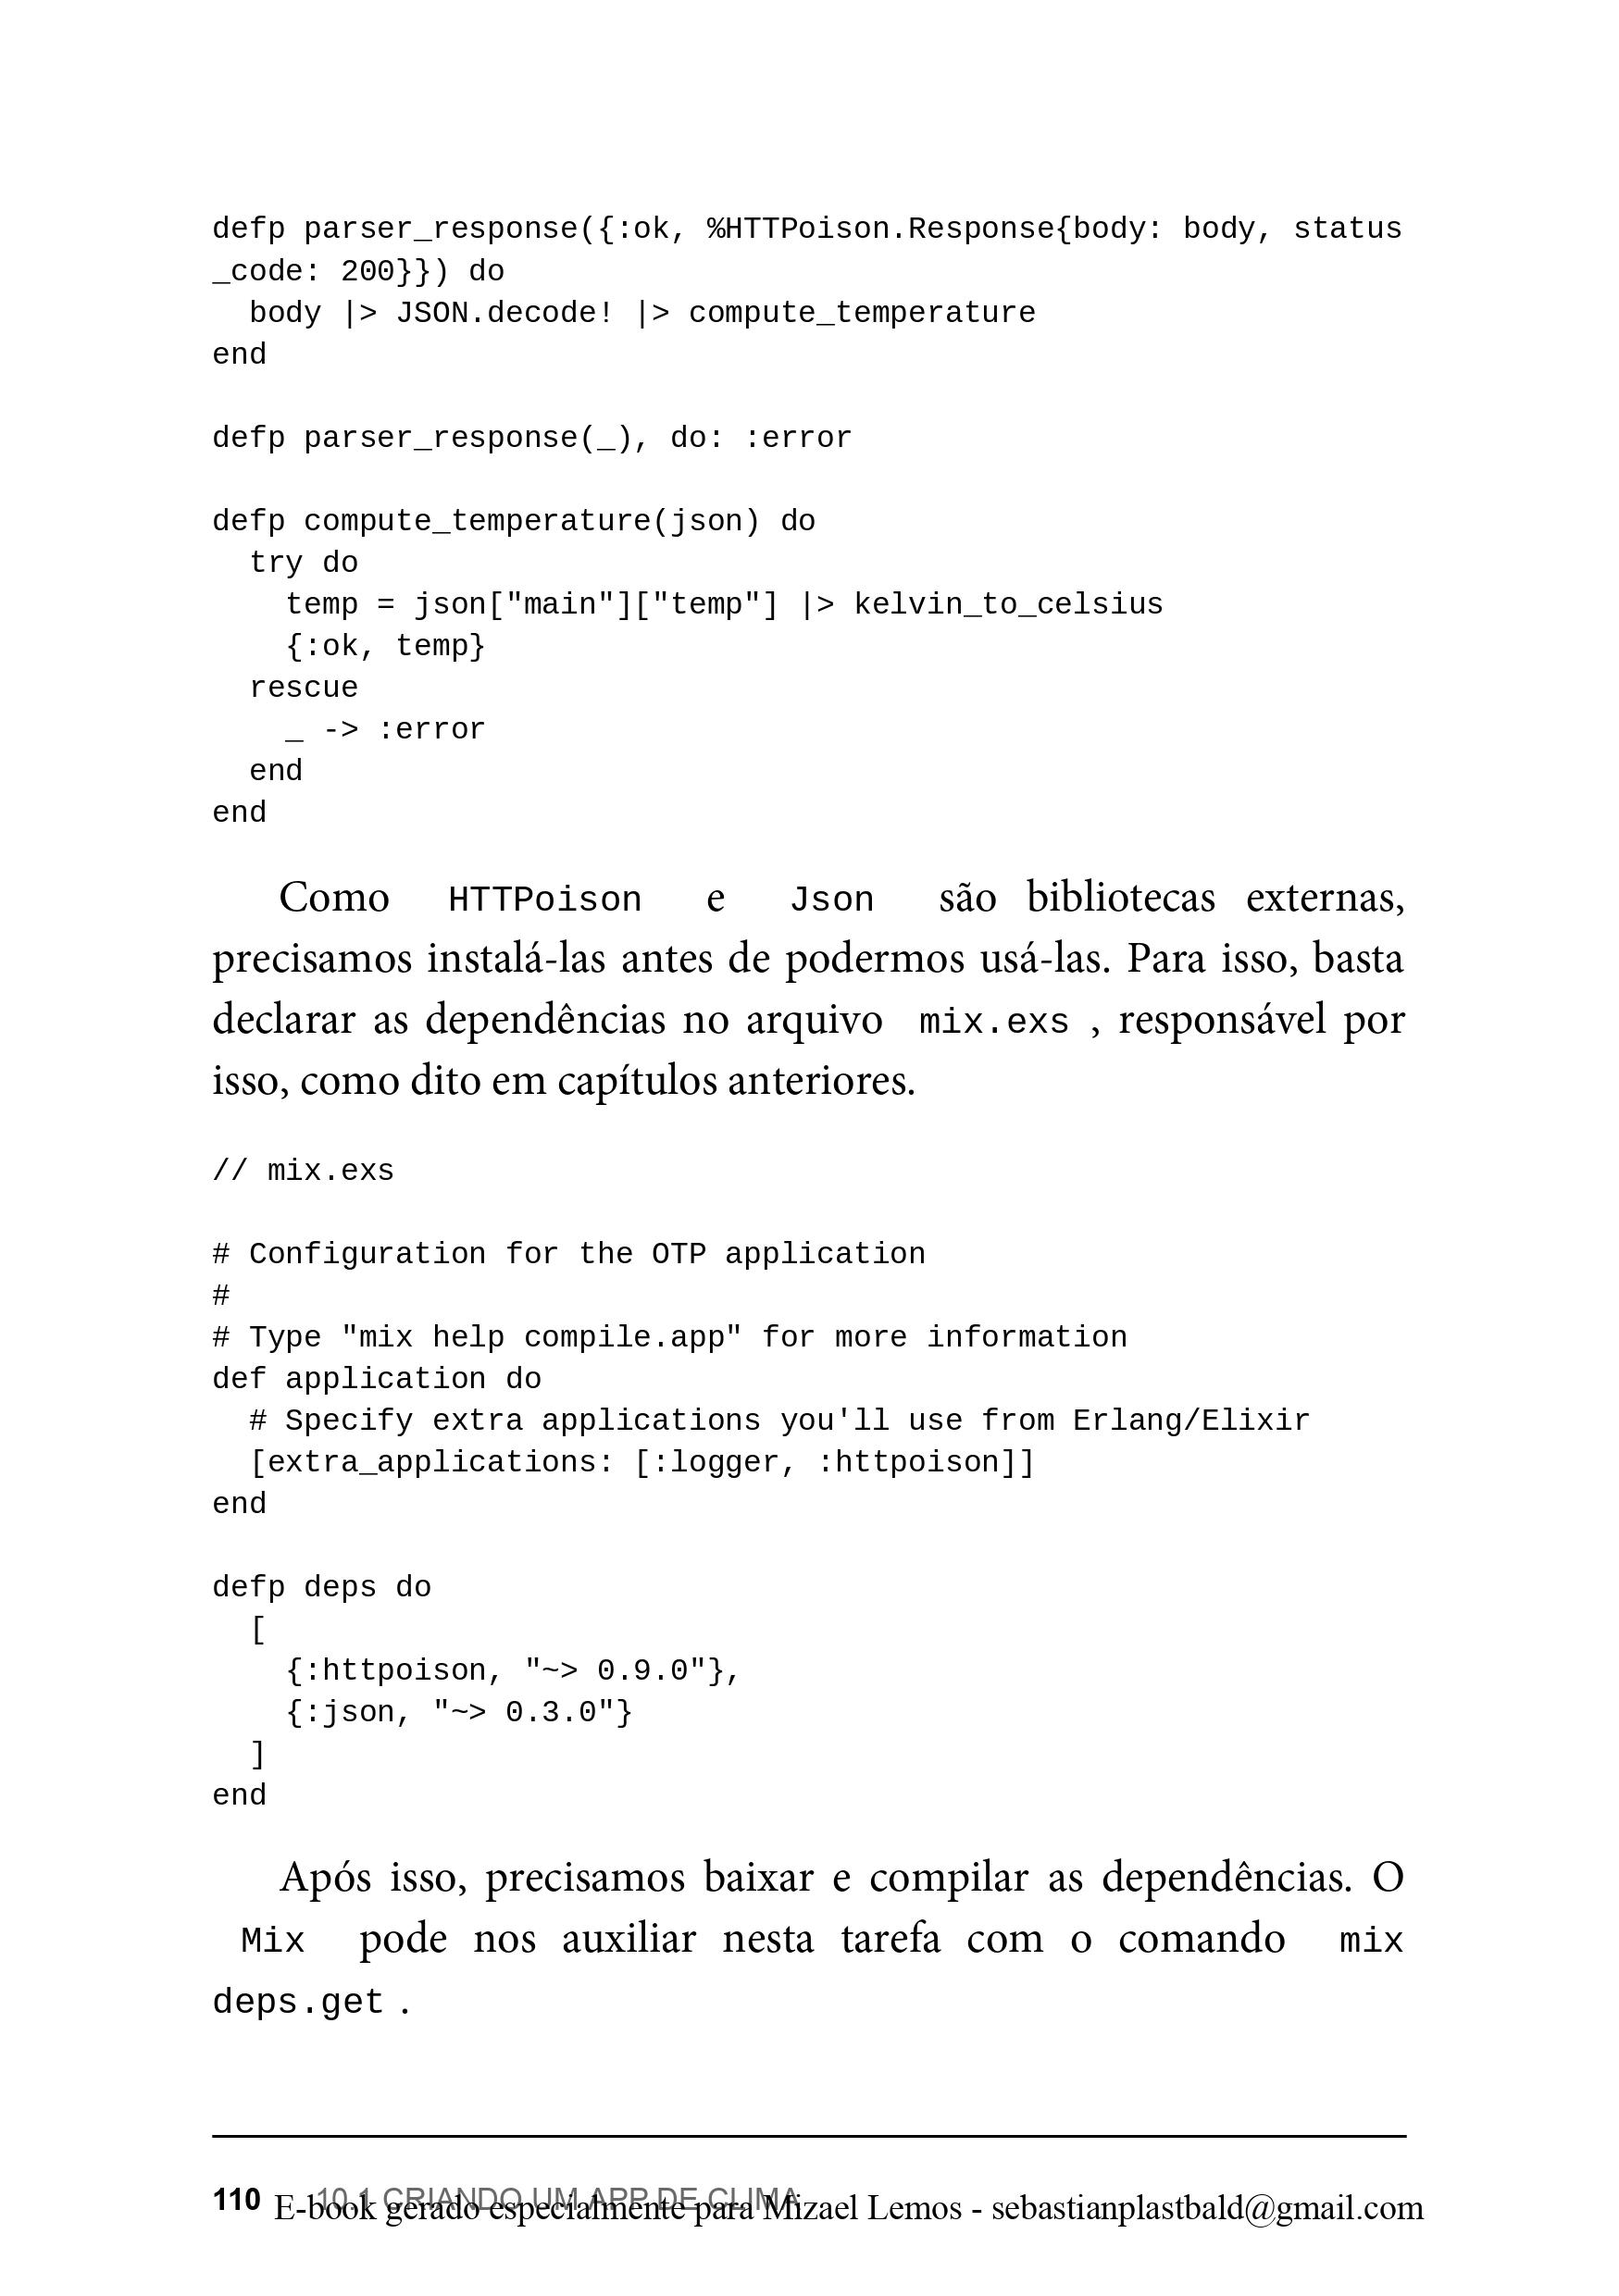 defp parser_response({:ok, %HTTPoison.Response{body: body, status
_code: 200}}) do
  body |> JSON.decode! |> compute_temperature
end

defp parser_response(_), do: :error

defp compute_temperature(json) do
  try do
    temp = json["main"]["temp"] |> kelvin_to_celsius
    {:ok, temp}
  rescue
    _ -> :error
  end
end

Como HTTPoison e Json são bibliotecas externas,
precisamos instalá-las antes de podermos usá-las. Para isso, basta
declarar as dependências no arquivo mix.exs , responsável por
isso, como dito em capítulos anteriores.

// mix.exs

# Configuration for the OTP application
#
# Type "mix help compile.app" for more information
def application do
  # Specify extra applications you'll use from Erlang/Elixir
  [extra_applications: [:logger, :httpoison]]
end

defp deps do
  [
    {:httpoison, "~> 0.9.0"},
    {:json, "~> 0.3.0"}
  ]
end

Após isso, precisamos baixar e compilar as dependências. O
Mix pode nos auxiliar nesta tarefa com o comando mix
deps.get .

110 10.1 CRIANDO UM APP DE CLIMA
E-book gerado especialmente para Mizael Lemos - sebastianplastbald@gmail.com